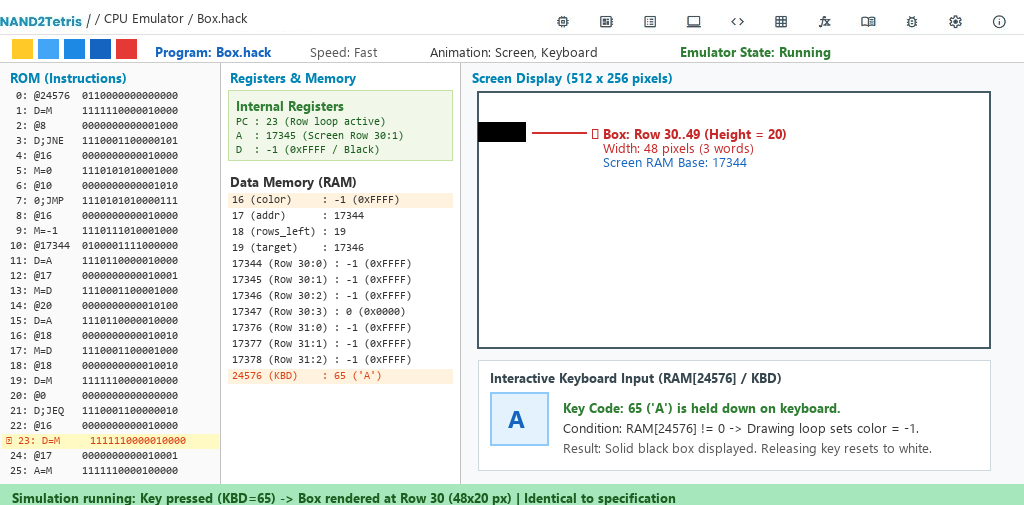 NAND2Tetris / / CPU Emulator / Box.hack
Program: Box.hack Speed: Fast Animation: Screen, Keyboard Emulator State: Running
ROM (Instructions)
0: @24576 0110000000000000
1: D=M 1111110000010000
2: @8 0000000000001000
3: D;JNE 1110001100000101
4: @16 0000000000010000
5: M=0 1110101010001000
6: @10 0000000000001010
7: 0;JMP 1110101010000111
8: @16 0000000000010000
9: M=-1 1110111010001000
10: @17344 0100001111000000
11: D=A 1110110000010000
12: @17 0000000000010001
13: M=D 1110001100001000
14: @20 0000000000010100
15: D=A 1110110000010000
16: @18 0000000000010010
17: M=D 1110001100001000
18: @18 0000000000010010
19: D=M 1111110000010000
20: @0 0000000000000000
21: D;JEQ 1110001100000010
22: @16 0000000000010000
23: D=M 1111110000010000
24: @17 0000000000010001
25: A=M 1111110000100000
Registers & Memory
Internal Registers
PC : 23 (Row loop active)
A : 17345 (Screen Row 30:1)
D : -1 (0xFFFF / Black)
Data Memory (RAM)
16 (color) : -1 (0xFFFF)
17 (addr) : 17344
18 (rows_left) : 19
19 (target) : 17346
17344 (Row 30:0) : -1 (0xFFFF)
17345 (Row 30:1) : -1 (0xFFFF)
17346 (Row 30:2) : -1 (0xFFFF)
17347 (Row 30:3) : 0 (0x0000)
17376 (Row 31:0) : -1 (0xFFFF)
17377 (Row 31:1) : -1 (0xFFFF)
17378 (Row 31:2) : -1 (0xFFFF)
24576 (KBD) : 65 ('A')
Screen Display (512 x 256 pixels)
Box: Row 30..49 (Height = 20)
Width: 48 pixels (3 words)
Screen RAM Base: 17344
Interactive Keyboard Input (RAM[24576] / KBD)
A
Key Code: 65 ('A') is held down on keyboard.
Condition: RAM[24576] != 0 -> Drawing loop sets color = -1.
Result: Solid black box displayed. Releasing key resets to white.
Simulation running: Key pressed (KBD=65) -> Box rendered at Row 30 (48x20 px) | Identical to specification